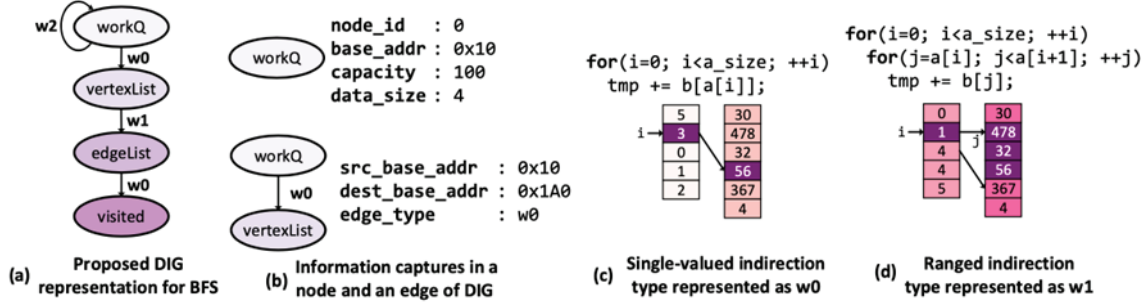 w2
workQ
w0
vertexList
w1
edgeList
w0
visited
(a) Proposed DIG
representation for BFS
workQ
node_id : 0
base_addr : 0x10
capacity : 100
data_size : 4
workQ
w0
vertexList
src_base_addr : 0x10
dest_base_addr : 0x1A0
edge_type : w0
(b) Information captures in a
node and an edge of DIG
for(i=0; i<a_size; ++i)
tmp += b[a[i]];
i
5
3
0
1
2
30
478
32
56
367
4
(c) Single-valued indirection
type represented as w0
for(i=0; i<a_size; ++i)
for(j=a[i]; j<a[i+1]; ++j)
tmp += b[j];
i
0
1
4
4
5
j
30
478
32
56
367
4
(d) Ranged indirection
type represented as w1